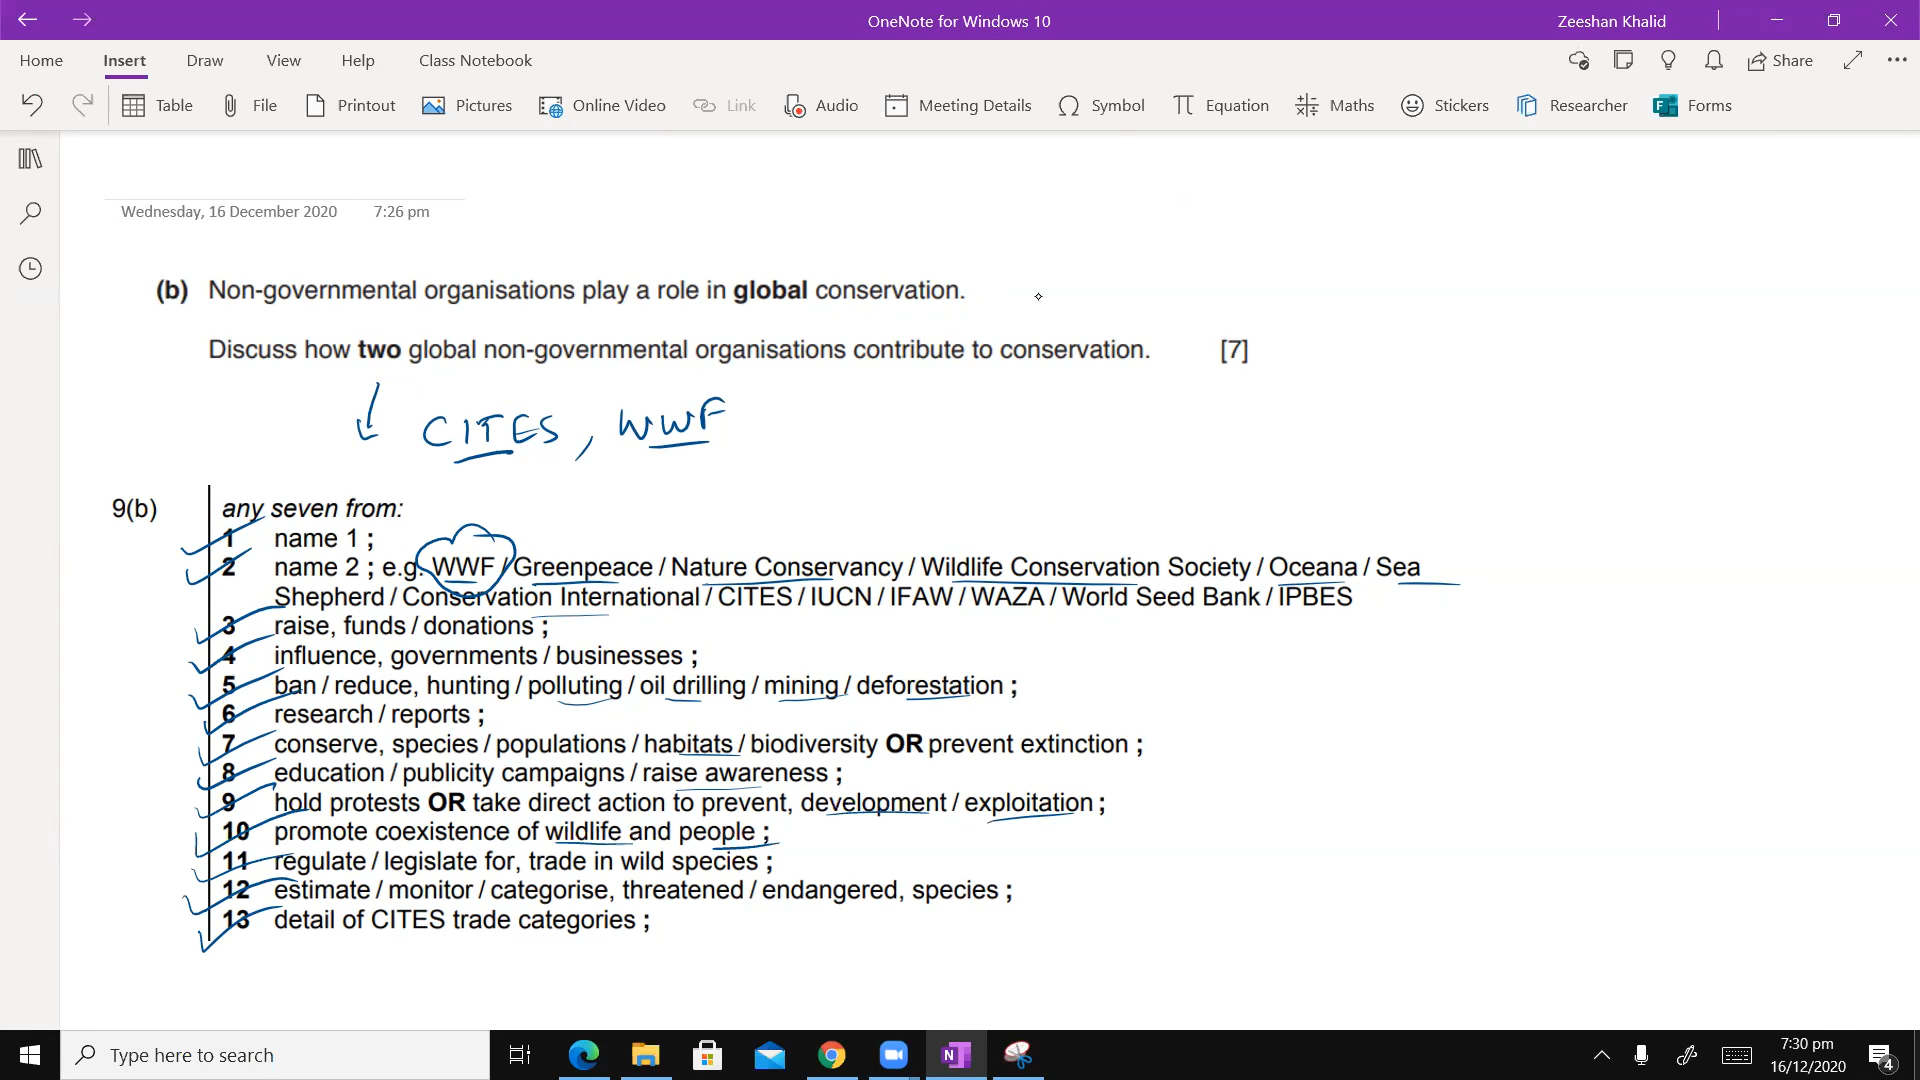 OneNote for Windows 10
Zeeshan Khalid
Home Insert Draw View Help Class Notebook
Share
Table File Printout Pictures Online Video Link Audio Meeting Details Symbol Equation Maths Stickers Researcher Forms
Wednesday, 16 December 2020 7:26 pm
(b) Non-governmental organisations play a role in global conservation.
Discuss how two global non-governmental organisations contribute to conservation. [7]
CITES, WWF
9(b) any seven from:
1 name 1 ;
2 name 2 ; e.g. WWF / Greenpeace / Nature Conservancy / Wildlife Conservation Society / Oceana / Sea
Shepherd / Conservation International / CITES / IUCN / IFAW / WAZA / World Seed Bank / IPBES
3 raise, funds / donations ;
4 influence, governments / businesses ;
5 ban / reduce, hunting / polluting / oil drilling / mining / deforestation ;
6 research / reports ;
7 conserve, species / populations / habitats / biodiversity OR prevent extinction ;
8 education / publicity campaigns / raise awareness ;
9 hold protests OR take direct action to prevent, development / exploitation ;
10 promote coexistence of wildlife and people ;
11 regulate / legislate for, trade in wild species ;
12 estimate / monitor / categorise, threatened / endangered, species ;
13 detail of CITES trade categories ;
Type here to search
7:30 pm
16/12/2020
4